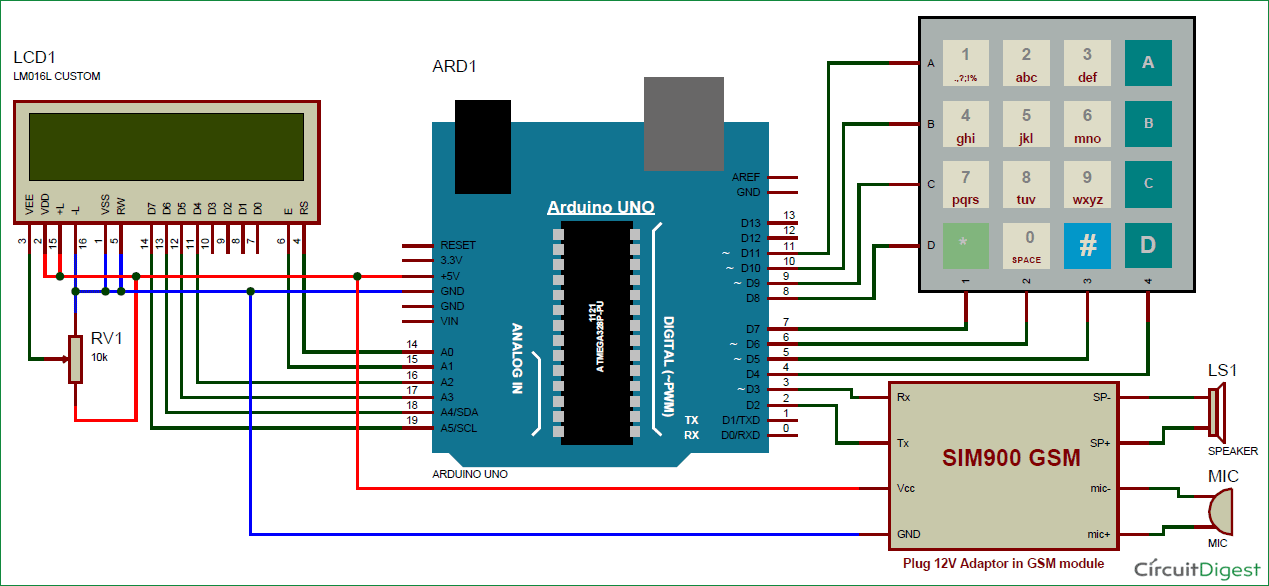 LCD1
LM016L CUSTOM
VEE
VDD
+L
-L
VSS
RW
D7
D6
D5
D4
D3
D2
D1
D0
E
RS
3
2
15
16
1
5
14
13
12
11
10
9
8
7
6
4
RV1
10k
ARD1
Arduino UNO
RESET
3.3V
+5V
GND
GND
VIN
14
A0
15
A1
16
A2
17
A3
18
A4/SDA
19
A5/SCL
ANALOG IN
1121
ATMEGA328P-PU
DIGITAL (~PWM)
AREF
GND
D13 13
D12 12
~ D11 11
~ D10 10
~ D9 9
D8 8
D7 7
~ D6 6
~ D5 5
D4 4
~ D3 3
D2 2
TX D1/TXD 1
RX D0/RXD 0
ARDUINO UNO
A
1
.,?;!%
2
abc
3
def
A
B
4
ghi
5
jkl
6
mno
B
C
7
pqrs
8
tuv
9
wxyz
C
D
*
0
SPACE
#
D
1
2
3
4
Rx
Tx
Vcc
GND
SIM900 GSM
SP-
SP+
mic-
mic+
Plug 12V Adaptor in GSM module
LS1
SPEAKER
MIC
MIC
CircuitDigest